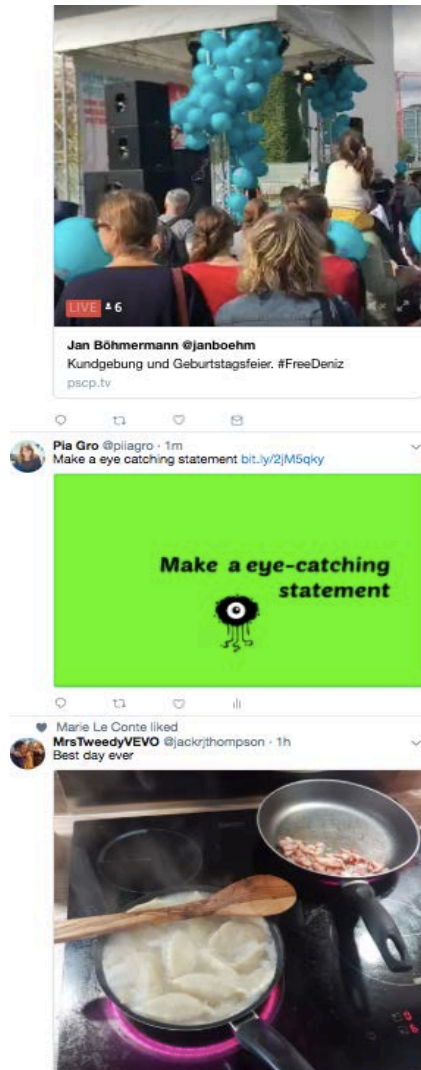 LIVE 6
Jan Böhmermann @janboehm
Kundgebung und Geburtstagsfeier. #FreeDeniz
pscp.tv
Pia Gro @piiagro · 1m
Make a eye catching statement bit.ly/2jM5qky
Make a eye-catching
statement
Marie Le Conte liked
MrsTweedyVEVO @jackrjthompson · 1h
Best day ever